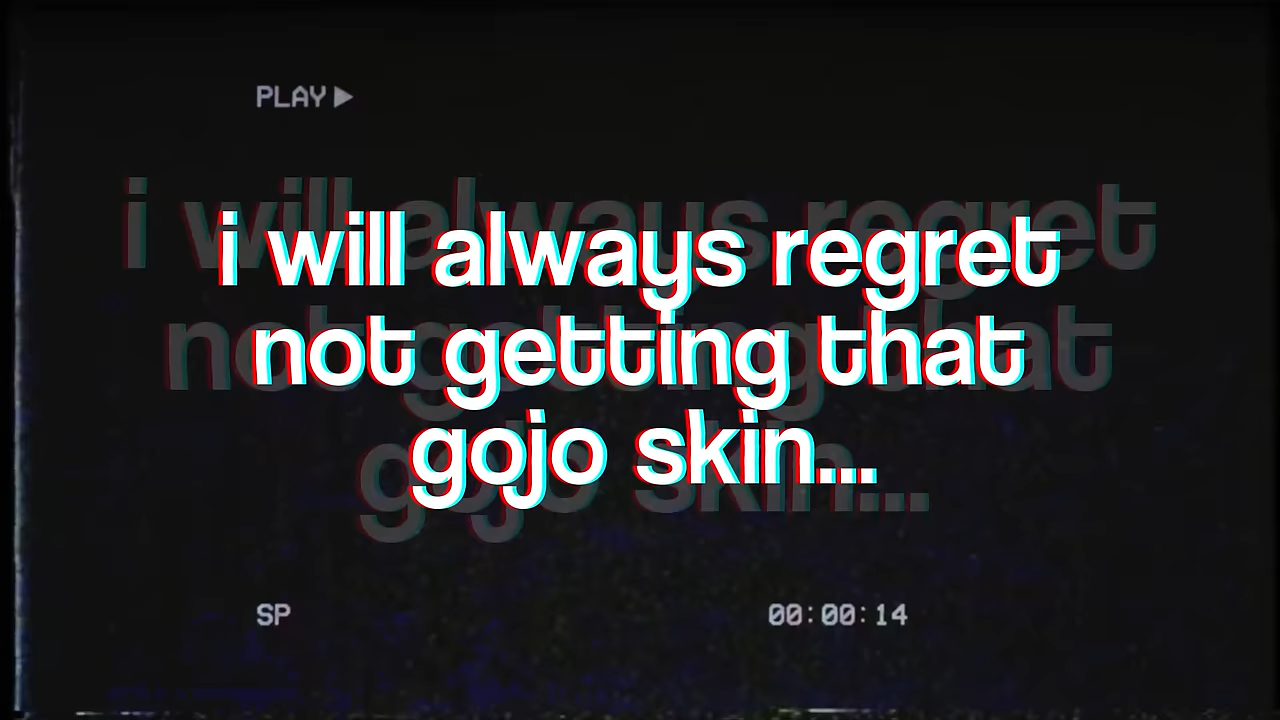 PLAY▶
i will always regret
not getting that
gojo skin...
SP
00:00:14